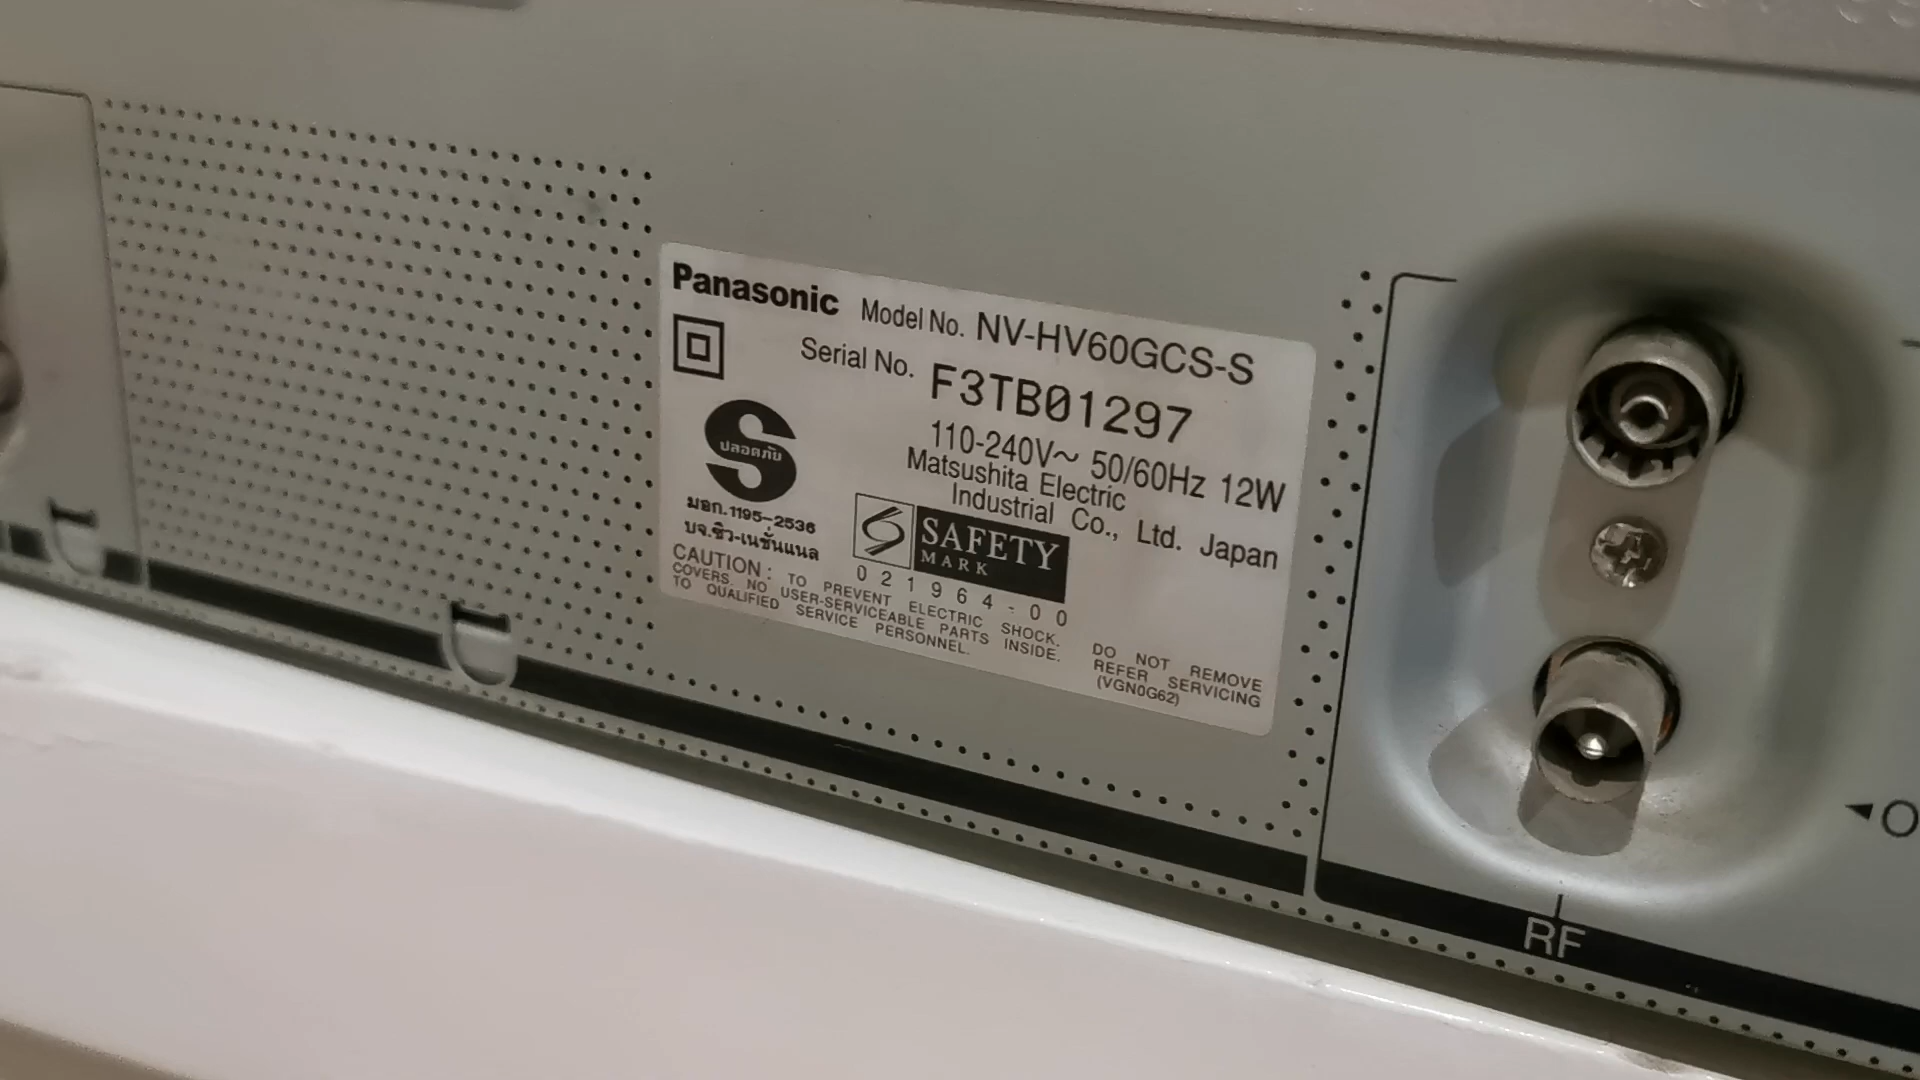 Panasonic Model No. NV-HV60GCS-S
Serial No. F3TB01297
110-240V~ 50/60Hz 12W
Matsushita Electric
Industrial Co., Ltd. Japan
ปลอดภัย
มอก.1195-2536
บจ.ซิว-เนชั่นแนล
SAFETY
MARK
021964-00
CAUTION : TO PREVENT ELECTRIC SHOCK. DO NOT REMOVE
COVERS. NO USER-SERVICEABLE PARTS INSIDE. REFER SERVICING
TO QUALIFIED SERVICE PERSONNEL. (VGN0G62)
RF